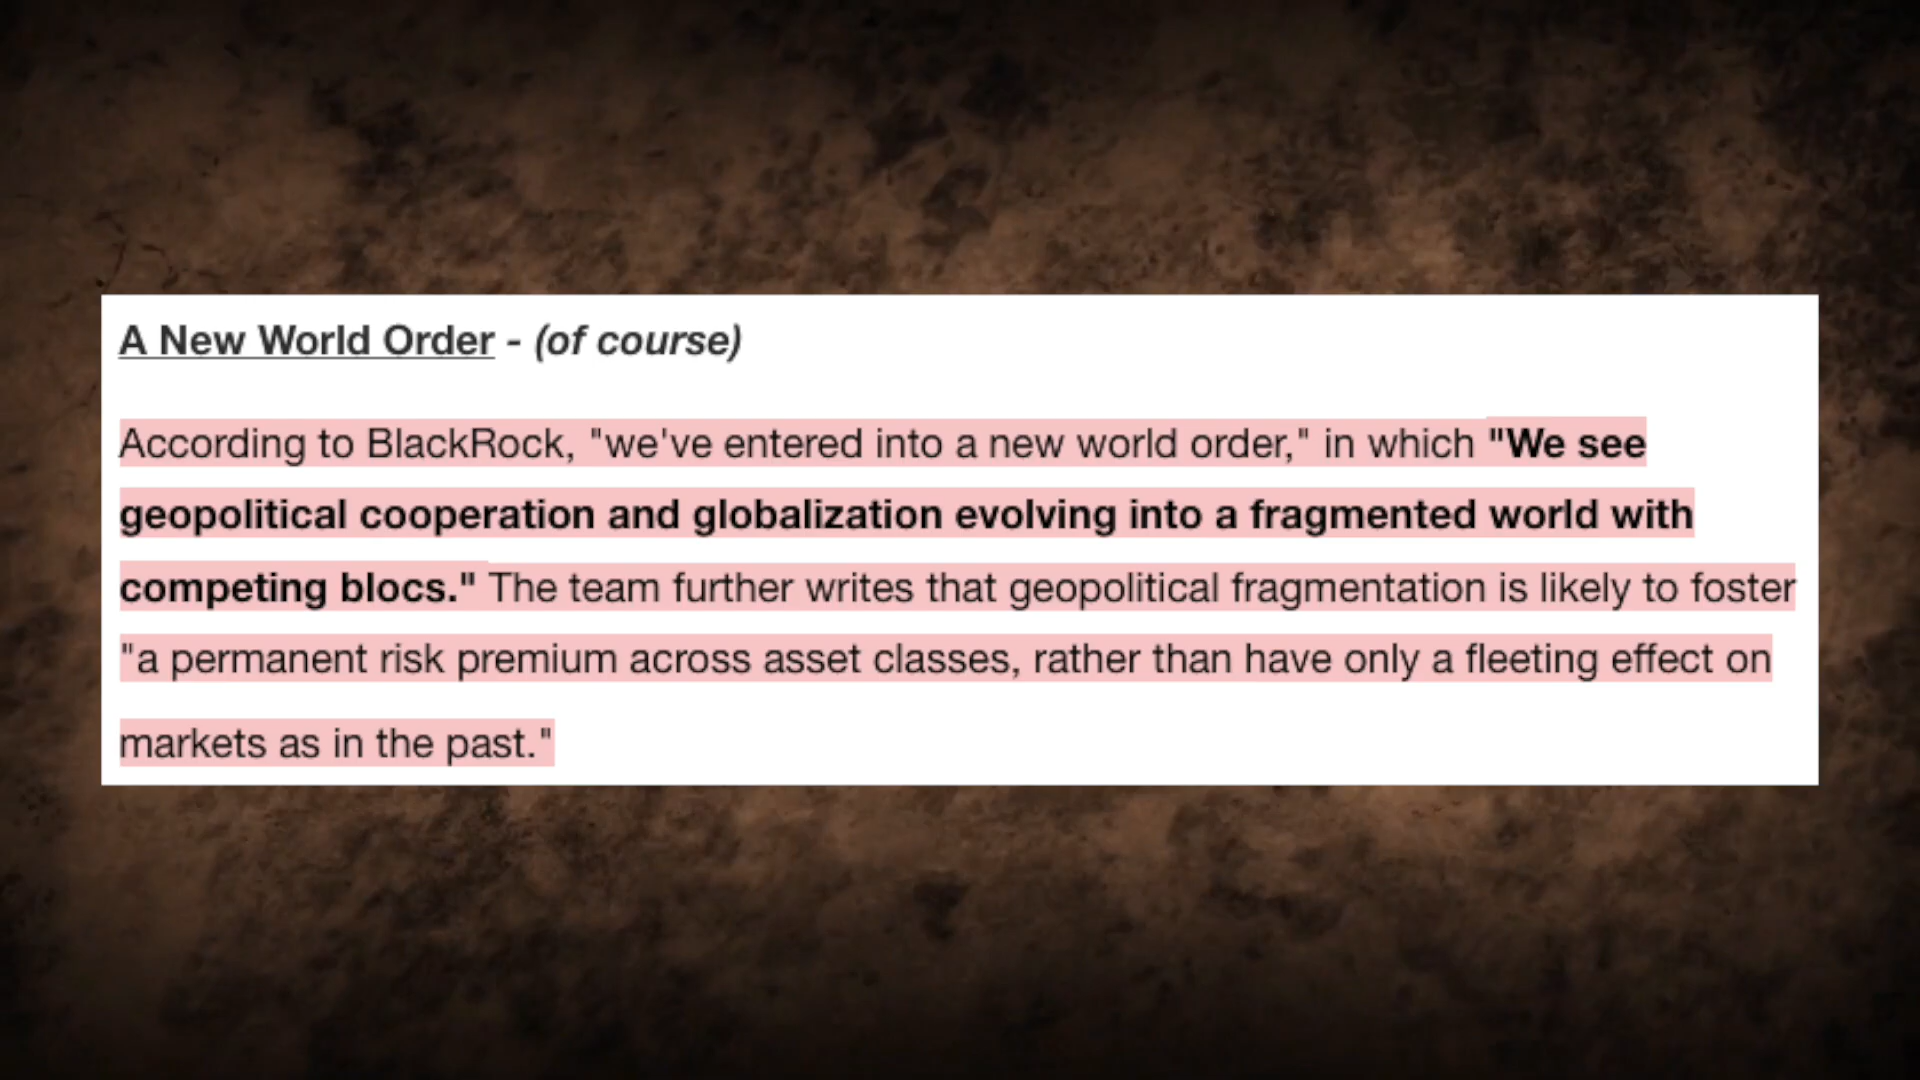 A New World Order - (of course)
According to BlackRock, "we've entered into a new world order," in which "We see
geopolitical cooperation and globalization evolving into a fragmented world with
competing blocs." The team further writes that geopolitical fragmentation is likely to foster
"a permanent risk premium across asset classes, rather than have only a fleeting effect on
markets as in the past."